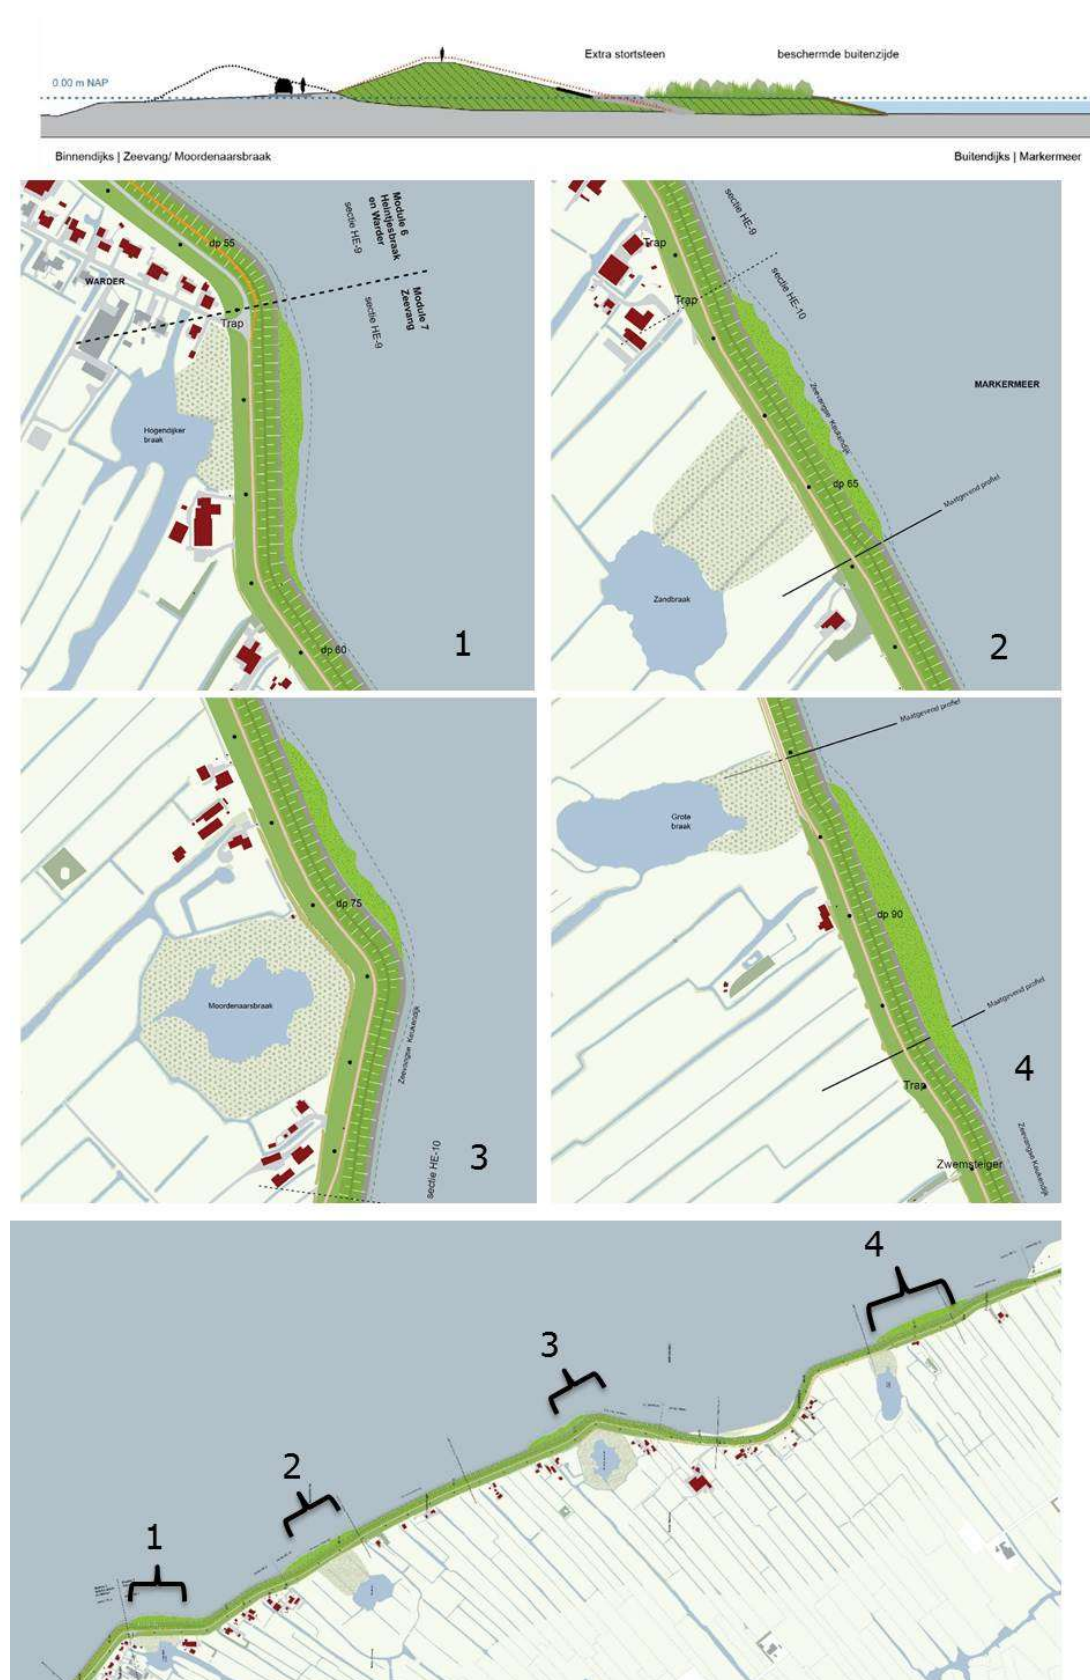 Extra stortsteen
beschermde buitenzijde
0.00 m NAP
Binnendijks | Zeevang/ Moordenaarsbraak
Buitendijks | Markermeer
Module 6
Heintjesbraak
en Warder
sectie HE-9
dp 55
WARDER
Module 7
Zeevang
sectie HE-9
Trap
Hogendijker
braak
dp 60
1
sectie HE-9
Trap
sectie HE-10
Trap
MARKERMEER
Zeevangse Keukendijk
dp 65
Maatgevend profiel
Zandbraak
2
dp 75
Moordenaarsbraak
Zeevangse Keukendijk
sectie HE-10
3
Maatgevend profiel
Grote
braak
dp 90
Maatgevend profiel
4
Trap
Zeevangse Keukendijk
Zwemsteiger
4
3
2
1